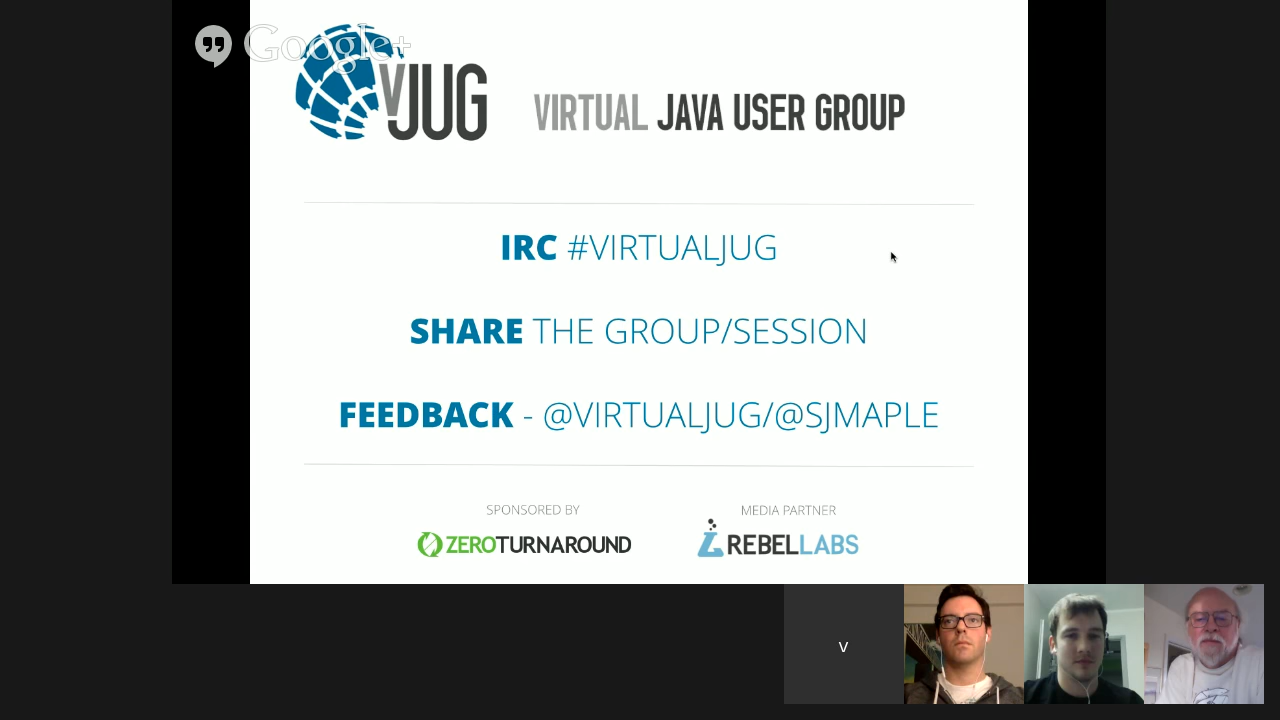 Google+
vJUG
VIRTUAL JAVA USER GROUP
IRC #VIRTUALJUG
SHARE THE GROUP/SESSION
FEEDBACK - @VIRTUALJUG/@SJMAPLE
SPONSORED BY
MEDIA PARTNER
ZEROTURNAROUND
REBELLABS
v